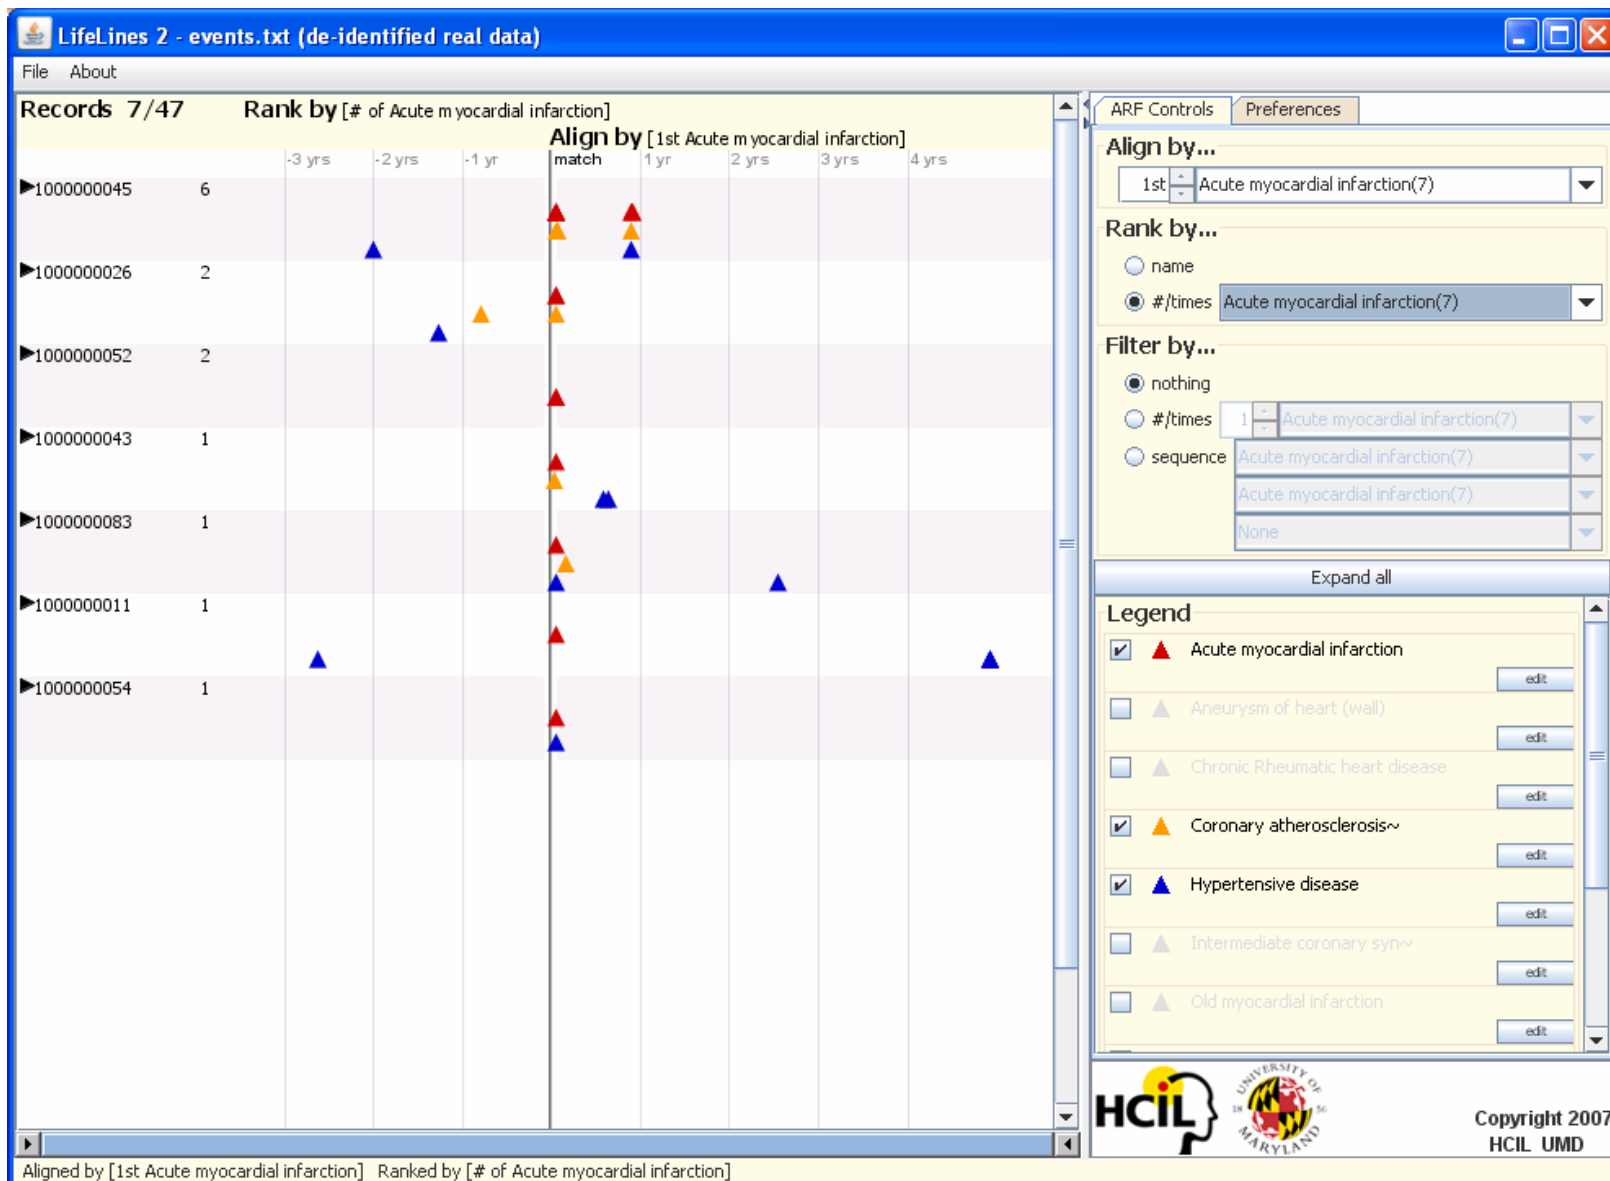 LifeLines 2 - events.txt (de-identified real data)
File About
Records 7/47 Rank by [# of Acute myocardial infarction]
Align by [1st Acute myocardial infarction]
-3 yrs -2 yrs -1 yr match 1 yr 2 yrs 3 yrs 4 yrs
1000000045 6
1000000026 2
1000000052 2
1000000043 1
1000000083 1
1000000011 1
1000000054 1
Aligned by [1st Acute myocardial infarction] Ranked by [# of Acute myocardial infarction]
ARF Controls Preferences
Align by...
1st Acute myocardial infarction(7)
Rank by...
name
#/times Acute myocardial infarction(7)
Filter by...
nothing
#/times 1 Acute myocardial infarction(7)
sequence Acute myocardial infarction(7)
Acute myocardial infarction(7)
None
Expand all
Legend
Acute myocardial infarction
edit
Aneurysm of heart (wall)
edit
Chronic Rheumatic heart disease
edit
Coronary atherosclerosis~
edit
Hypertensive disease
edit
Intermediate coronary syn~
edit
Old myocardial infarction
edit
HCIL
UNIVERSITY OF
18 56
MARYLAND
Copyright 2007
HCIL UMD